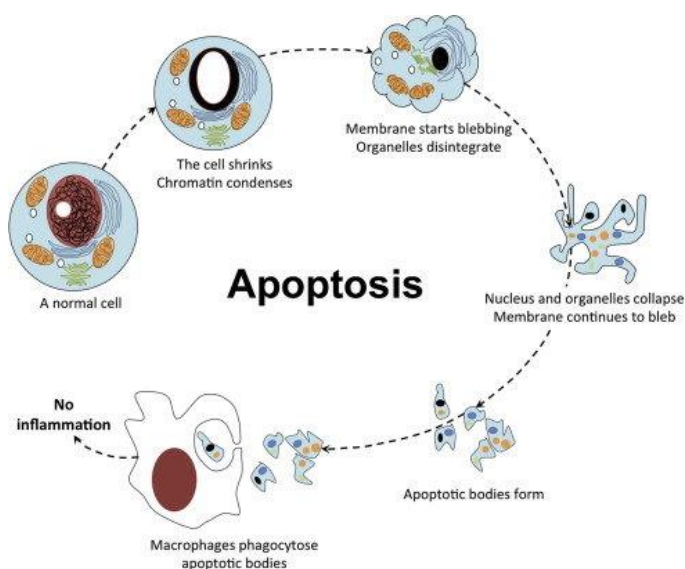 The cell shrinks
Chromatin condenses
Membrane starts blebbing
Organelles disintegrate
A normal cell
Apoptosis
Nucleus and organelles collapse
Membrane continues to bleb
No
inflammation
Apoptotic bodies form
Macrophages phagocytose
apoptotic bodies